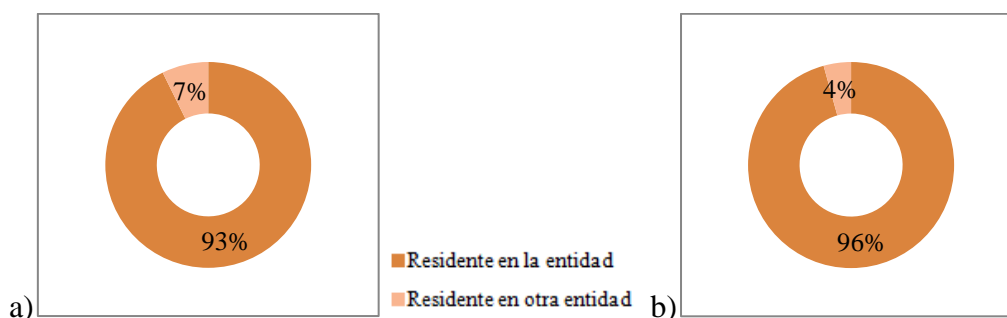 7%
93%
a)
Residente en la entidad
Residente en otra entidad
4%
96%
b)